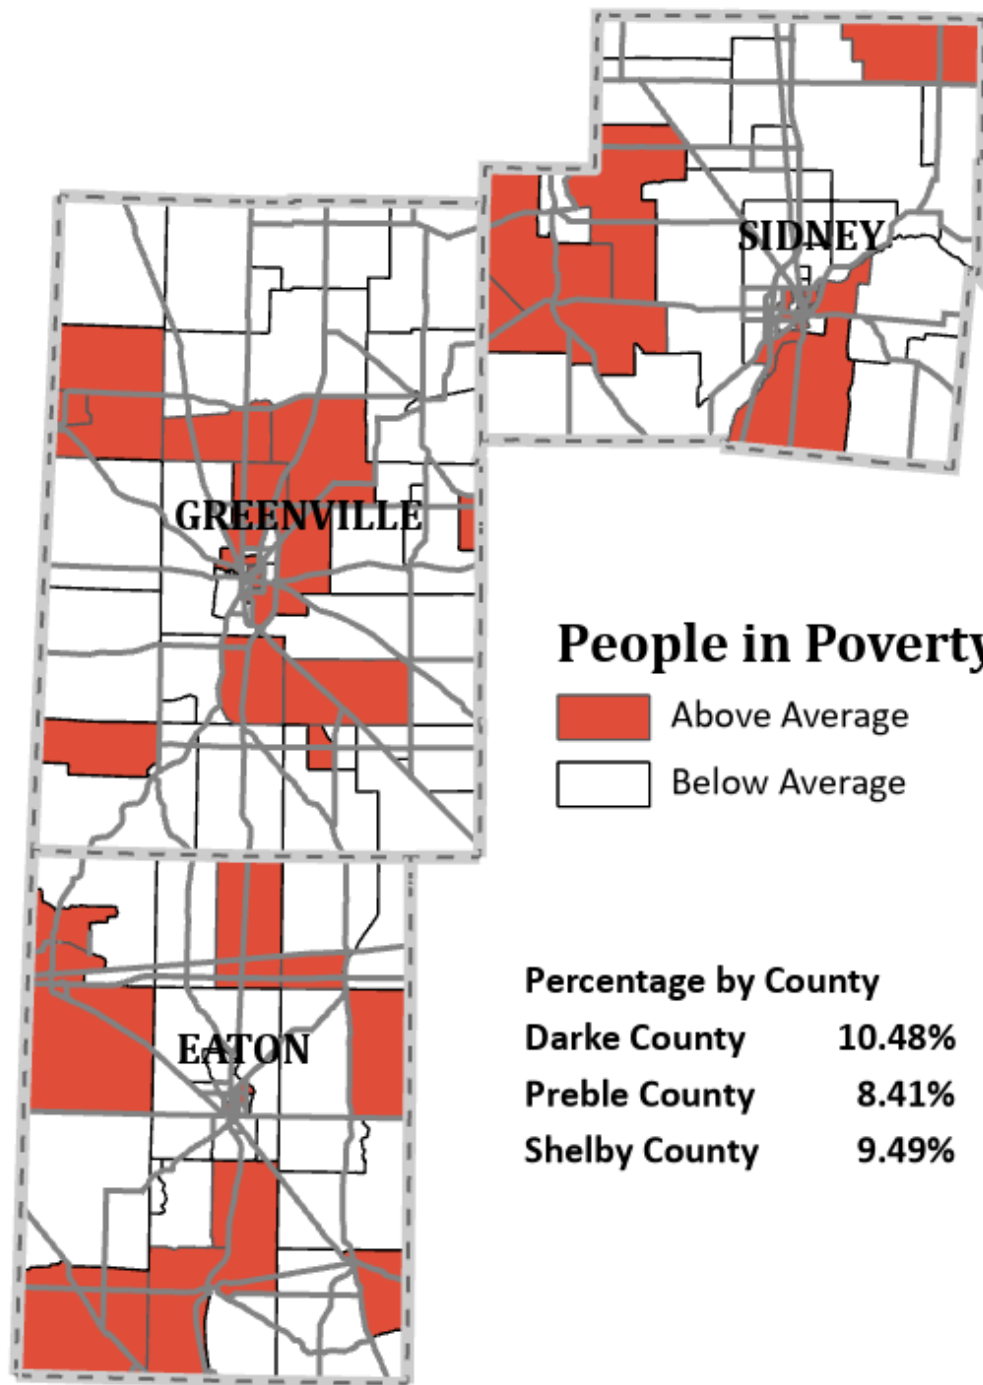 SIDNEY
GREENVILLE
People in Poverty
Above Average
Below Average
EATON
Percentage by County
Darke County 10.48%
Preble County 8.41%
Shelby County 9.49%